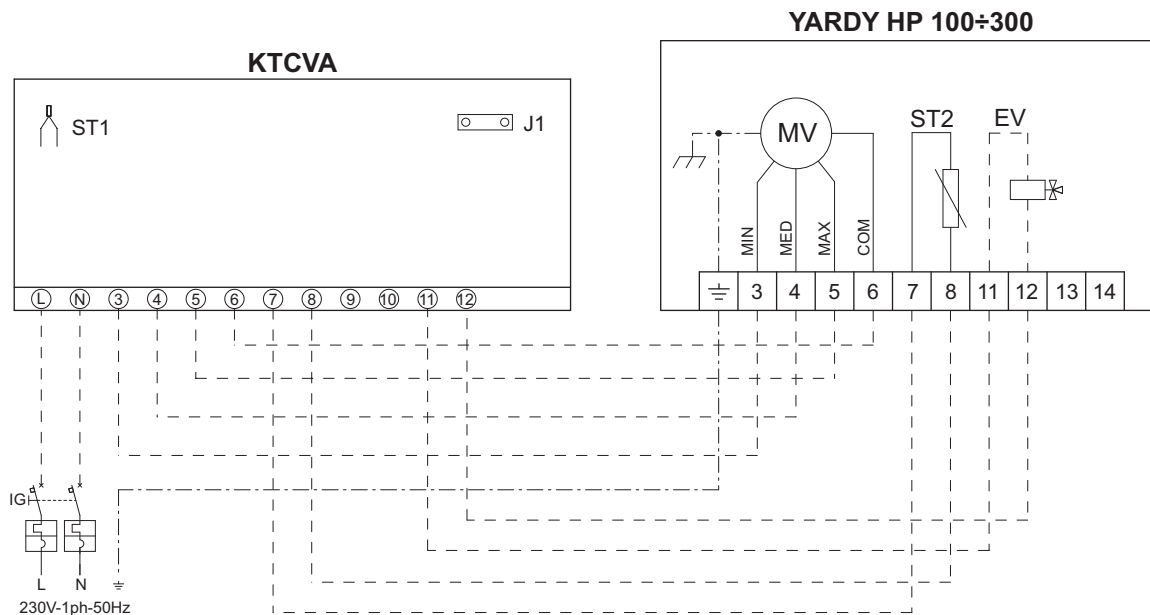 YARDY HP 100÷300
KTCVA
ST1
J1
MV
ST2
EV
MIN
MED
MAX
COM
L N 3 4 5 6 7 8 9 10 11 12
3 4 5 6 7 8 11 12 13 14
IG
L N
230V-1ph-50Hz